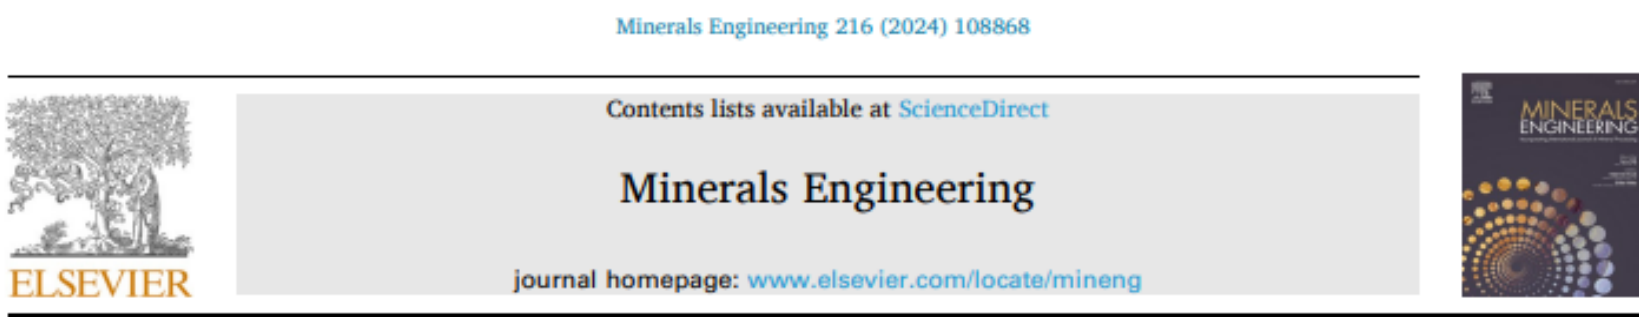 Minerals Engineering 216 (2024) 108868
Contents lists available at ScienceDirect
Minerals Engineering
journal homepage: www.elsevier.com/locate/mineng
ELSEVIER
MINERALS
ENGINEERING